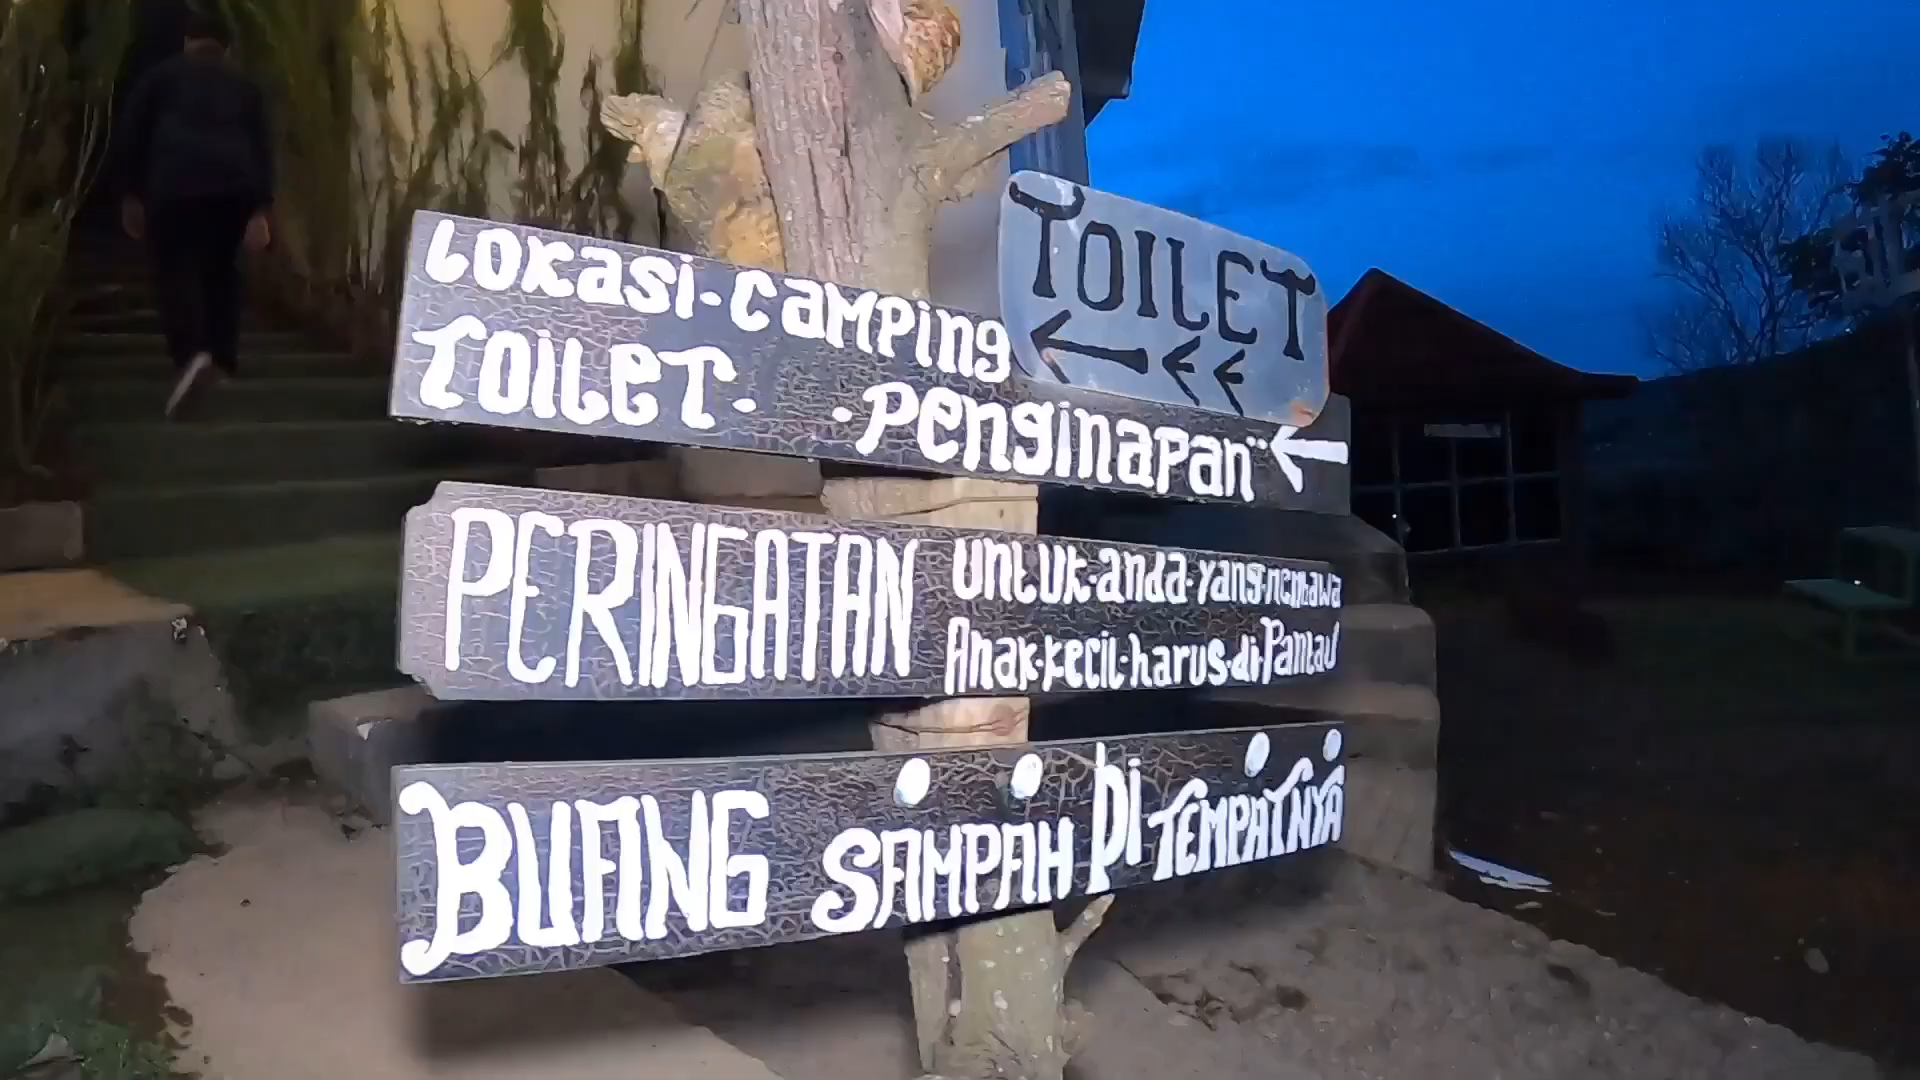 TOILET
Lokasi-camping
TOILET. .Penginapan
PERINGATAN
untuk-anda-yang-membawa
Anak-kecil-harus-di-Pantau
BUANG SAMPAH DI TEMPATNYA